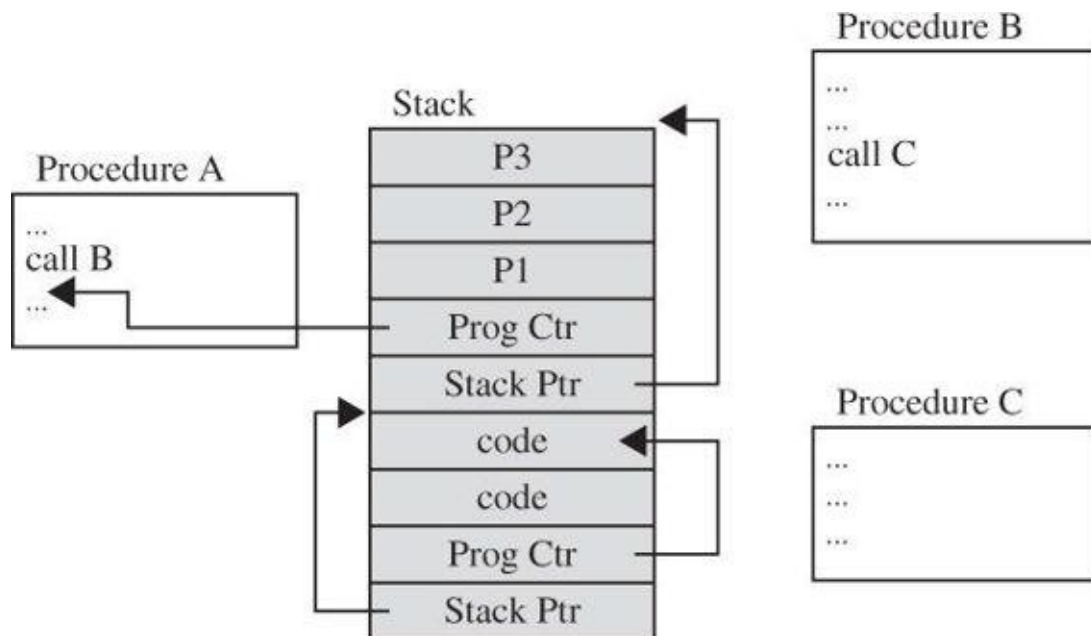 Procedure A
...
call B
...
Stack
P3
P2
P1
Prog Ctr
Stack Ptr
code
code
Prog Ctr
Stack Ptr
Procedure B
...
...
call C
...
Procedure C
...
...
...